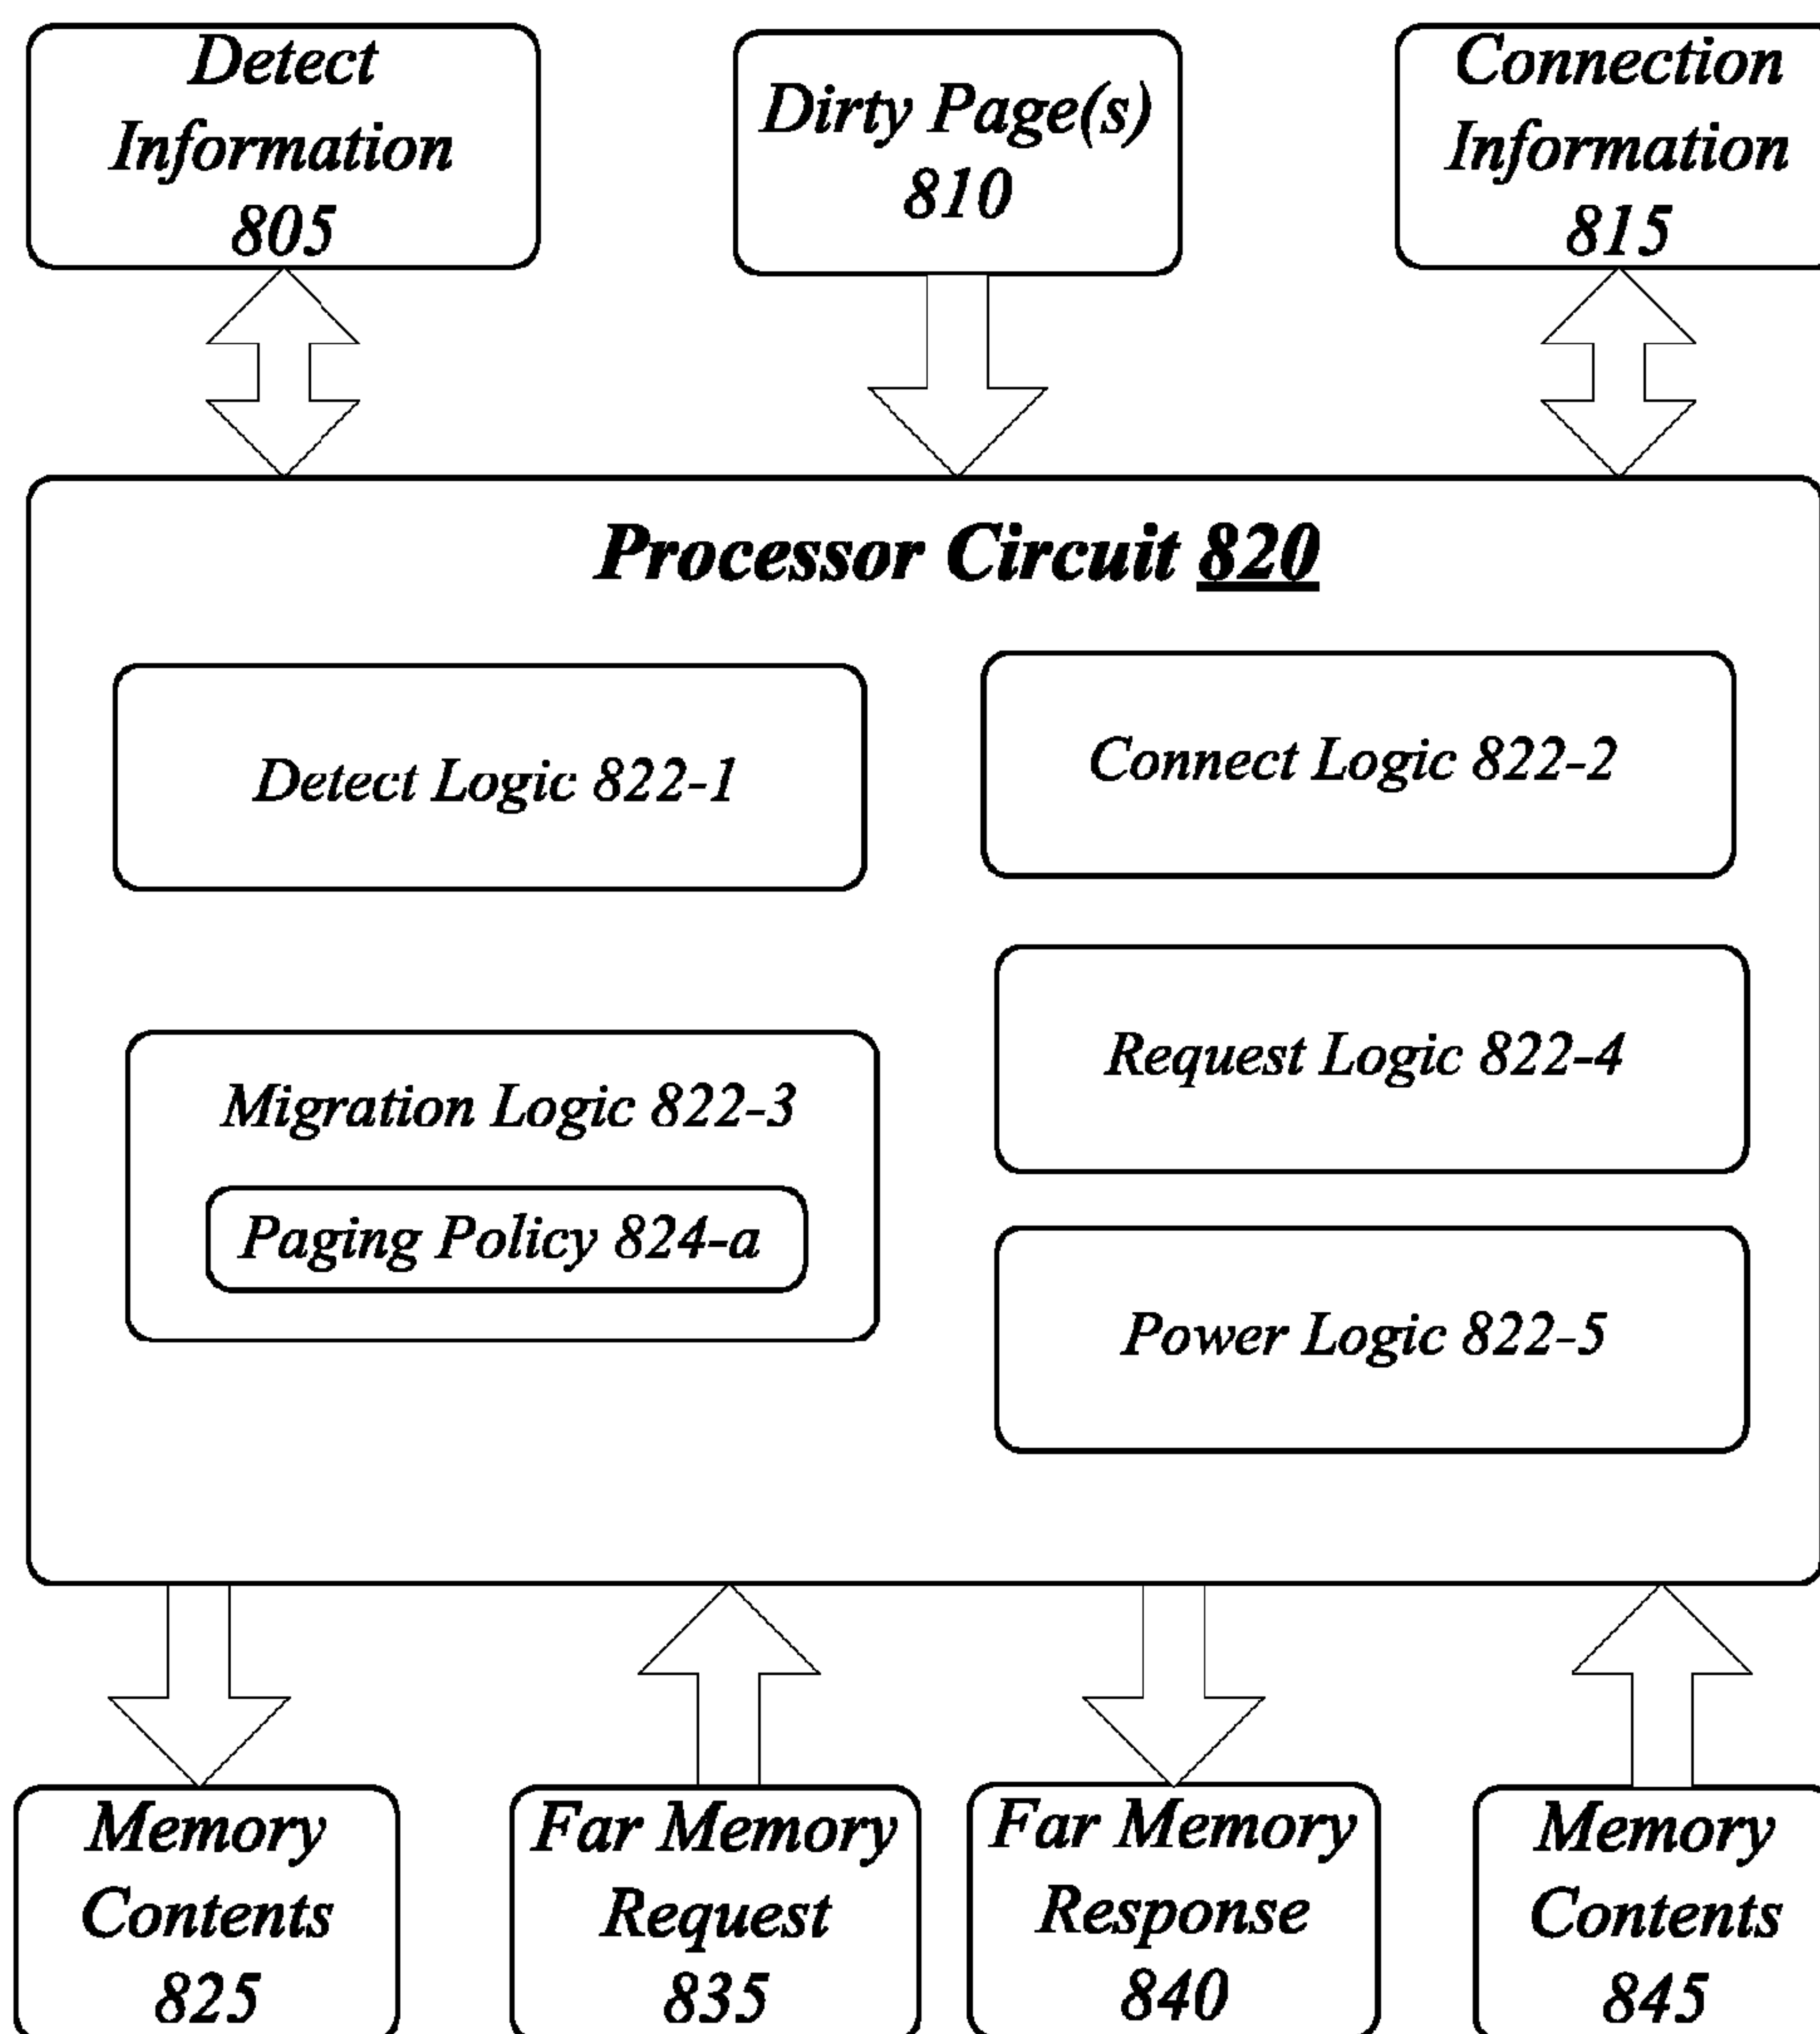 Detect
Information
805
Dirty Page(s)
810
Connection
Information
815
Processor Circuit 820
Detect Logic 822-1
Connect Logic 822-2
Migration Logic 822-3
Paging Policy 824-a
Request Logic 822-4
Power Logic 822-5
Memory
Contents
825
Far Memory
Request
835
Far Memory
Response
840
Memory
Contents
845